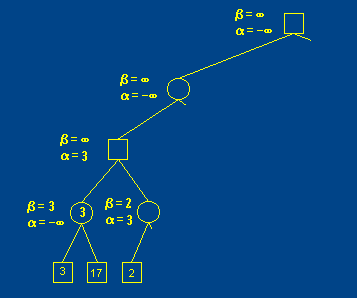 β = ∞
α = −∞
β = ∞
α = −∞
β = ∞
α = 3
β = 3
α = −∞
3
β = 2
α = 3
3
17
2